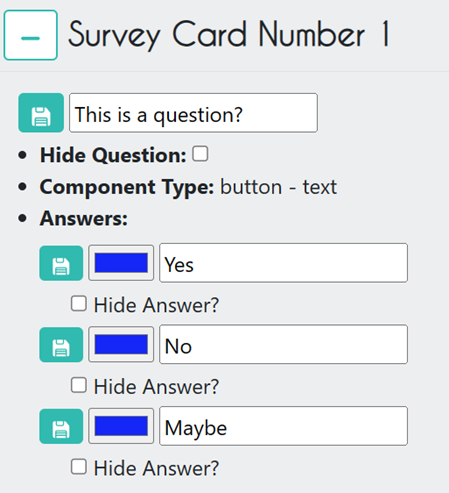 Survey Card Number 1
This is a question?
Hide Question:
Component Type: button - text
Answers:
Yes
Hide Answer?
No
Hide Answer?
Maybe
Hide Answer?